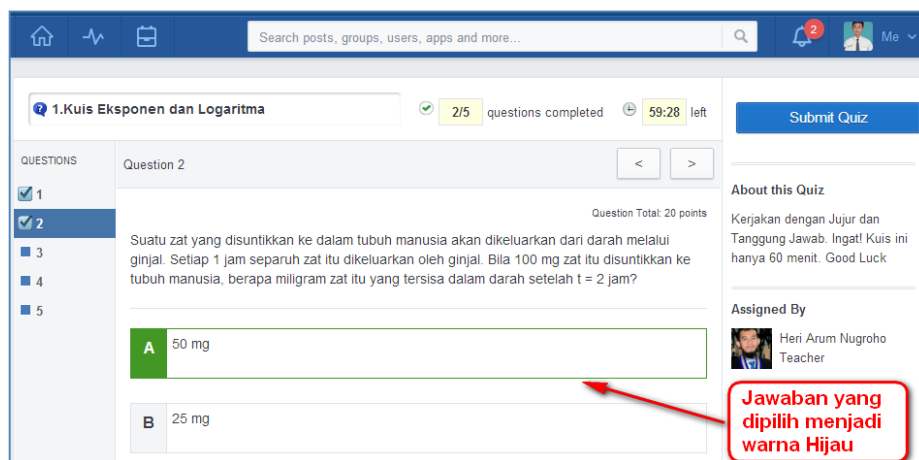 Search posts, groups, users, apps and more...
2
Me
1.Kuis Eksponen dan Logaritma
2/5 questions completed
59:28 left
Submit Quiz
QUESTIONS
1
2
3
4
5
Question 2
< >
Question Total: 20 points
Suatu zat yang disuntikkan ke dalam tubuh manusia akan dikeluarkan dari darah melalui
ginjal. Setiap 1 jam separuh zat itu dikeluarkan oleh ginjal. Bila 100 mg zat itu disuntikkan ke
tubuh manusia, berapa miligram zat itu yang tersisa dalam darah setelah t = 2 jam?
A 50 mg
B 25 mg
About this Quiz
Kerjakan dengan Jujur dan
Tanggung Jawab. Ingat! Kuis ini
hanya 60 menit. Good Luck
Assigned By
Heri Arum Nugroho
Teacher
Jawaban yang
dipilih menjadi
warna Hijau